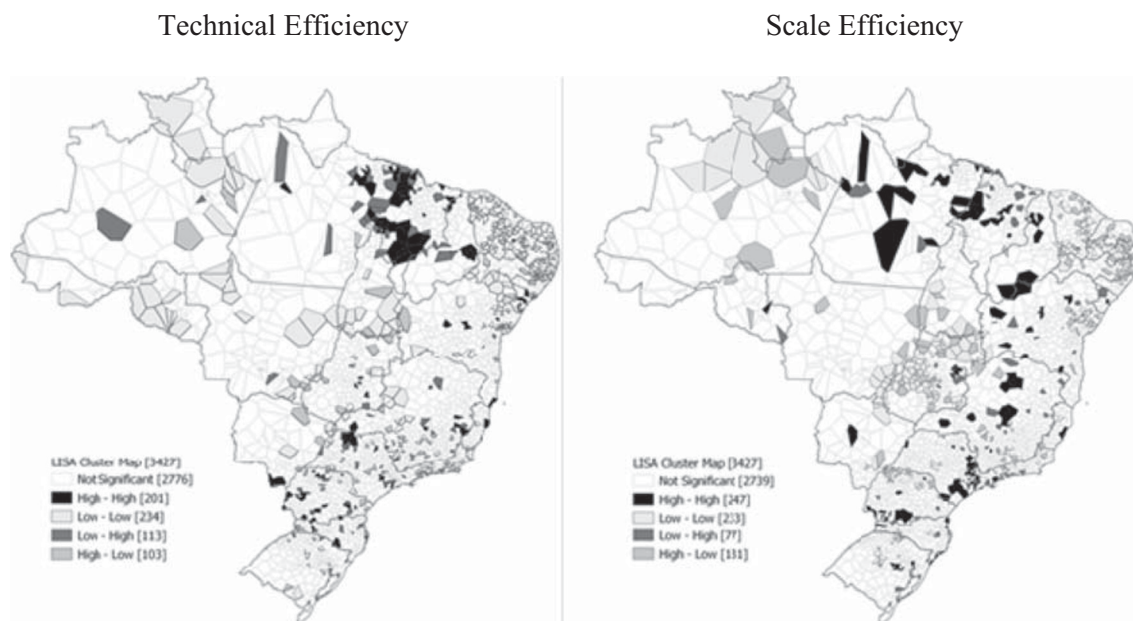 Technical Efficiency
Scale Efficiency
LISA Cluster Map [3427]
Not Significant [2776]
High - High [201]
Low - Low [234]
Low - High [113]
High - Low [103]
LISA Cluster Map [3427]
Not Significant [2739]
High - High [247]
Low - Low [233]
Low - High [77]
High - Low [131]